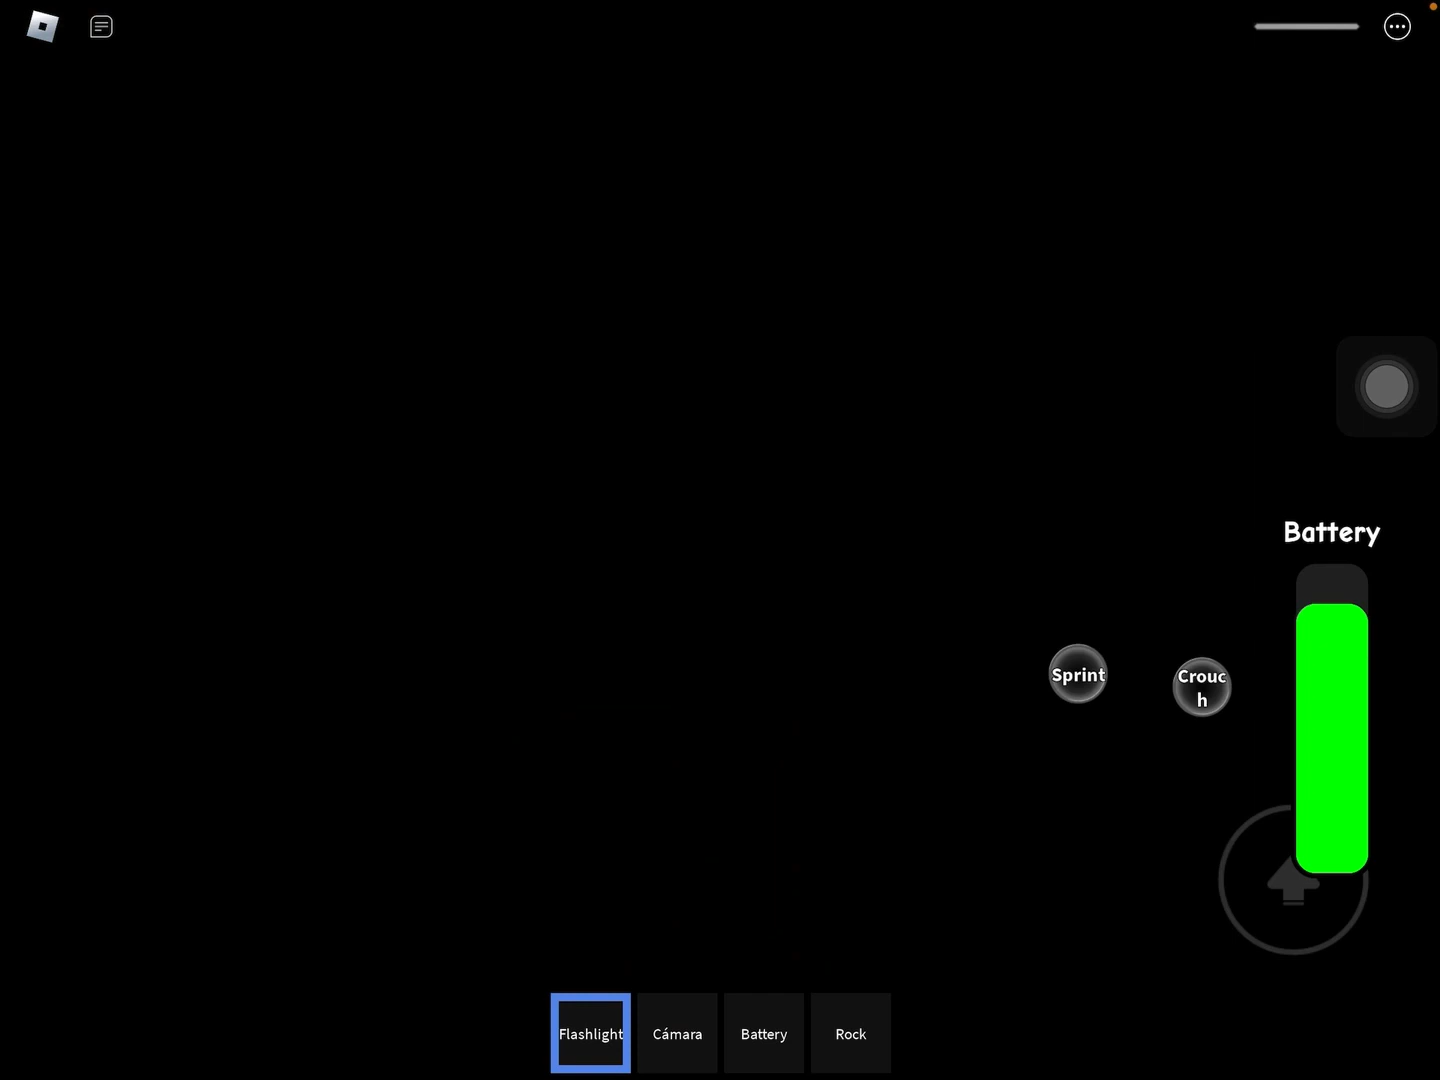 Battery
Sprint
Crouc
h
Flashlight
Cámara
Battery
Rock